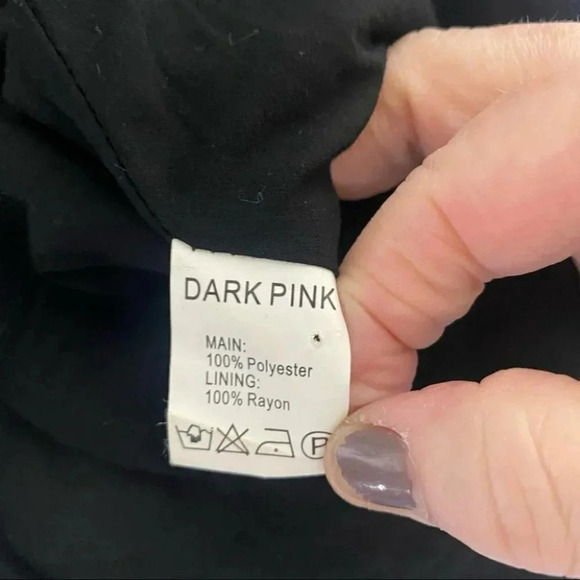 DARK PINK
MAIN:
100% Polyester
LINING:
100% Rayon
P